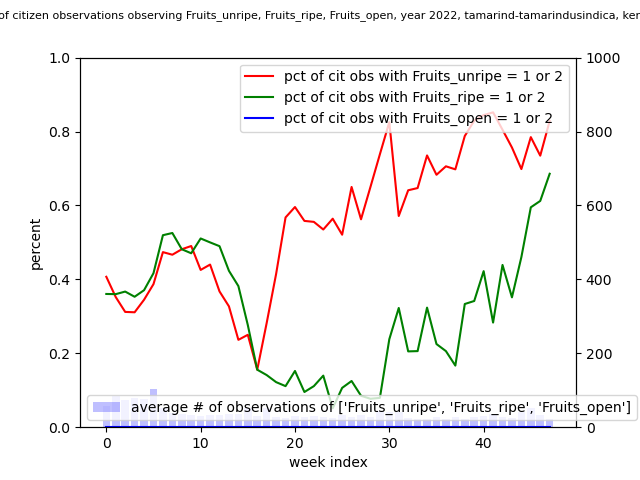 of citizen observations observing Fruits_unripe, Fruits_ripe, Fruits_open, year 2022, tamarind-tamarindusindica, ker
1.0
1000
pct of cit obs with Fruits_unripe = 1 or 2
pct of cit obs with Fruits_ripe = 1 or 2
pct of cit obs with Fruits_open = 1 or 2
0.8
800
0.6
600
percent
0.4
400
0.2
200
average # of observations of ['Fruits_unripe', 'Fruits_ripe', 'Fruits_open']
0.0
0
0 10 20 30 40
week index